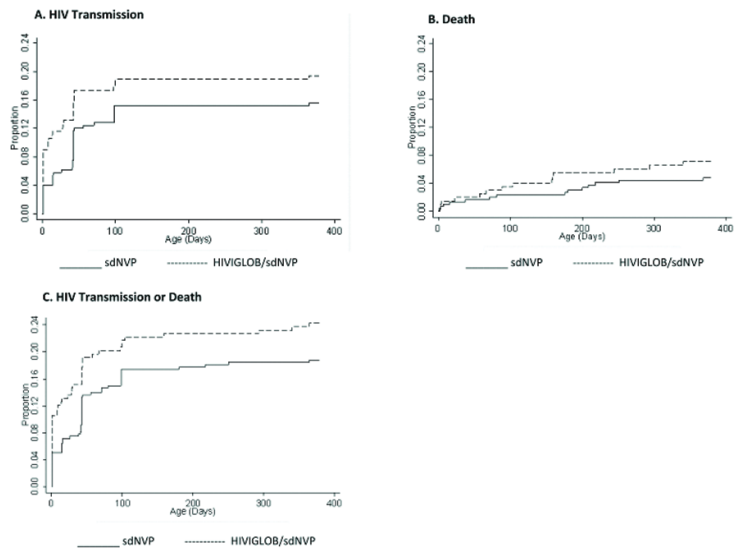 A. HIV Transmission
0.24
0.20
0.16
0.12
0.08
0.04
0.00
Proportion
0 100 200 300 400
Age (Days)
sdNVP HIVIGLOB/sdNVP
B. Death
0.24
0.20
0.16
0.12
0.08
0.04
0.00
Proportion
0 100 200 300 400
Age (Days)
sdNVP HIVIGLOB/sdNVP
C. HIV Transmission or Death
0.24
0.20
0.16
0.12
0.08
0.04
0.00
Proportion
0 100 200 300 400
Age (Days)
sdNVP HIVIGLOB/sdNVP